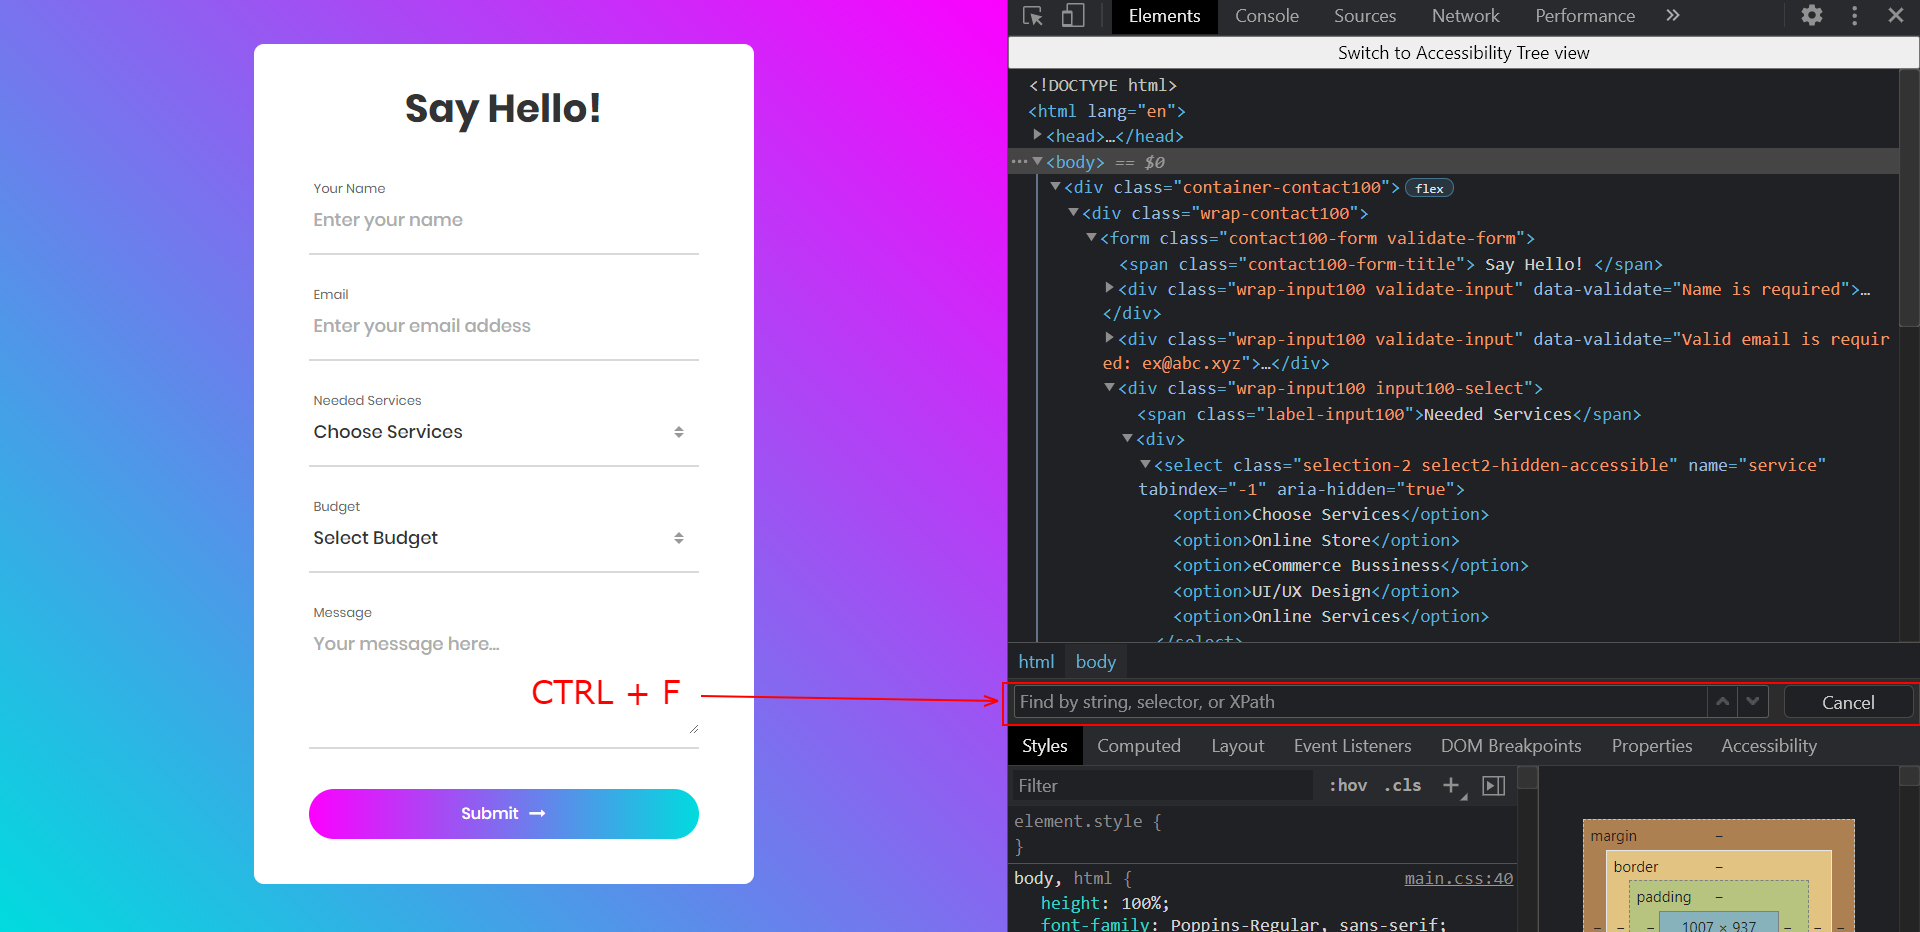 Say Hello!
Your Name
Enter your name
Email
Enter your email addess
Needed Services
Choose Services
Budget
Select Budget
Message
Your message here...
CTRL + F
Submit
Elements Console Sources Network Performance
Switch to Accessibility Tree view
<!DOCTYPE html>
<html lang="en">
<head>…</head>
<body> == $0
<div class="container-contact100"> flex
<div class="wrap-contact100">
<form class="contact100-form validate-form">
<span class="contact100-form-title"> Say Hello! </span>
<div class="wrap-input100 validate-input" data-validate="Name is required">…
</div>
<div class="wrap-input100 validate-input" data-validate="Valid email is requir
ed: ex@abc.xyz">…</div>
<div class="wrap-input100 input100-select">
<span class="label-input100">Needed Services</span>
<div>
<select class="selection-2 select2-hidden-accessible" name="service"
tabindex="-1" aria-hidden="true">
<option>Choose Services</option>
<option>Online Store</option>
<option>eCommerce Bussiness</option>
<option>UI/UX Design</option>
<option>Online Services</option>
</select>
html body
Find by string, selector, or XPath Cancel
Styles Computed Layout Event Listeners DOM Breakpoints Properties Accessibility
Filter :hov .cls +
element.style {
}
body, html { main.css:40
height: 100%;
font-family: Poppins-Regular, sans-serif;
margin –
border –
padding –
– – – 1007 × 937 – – –